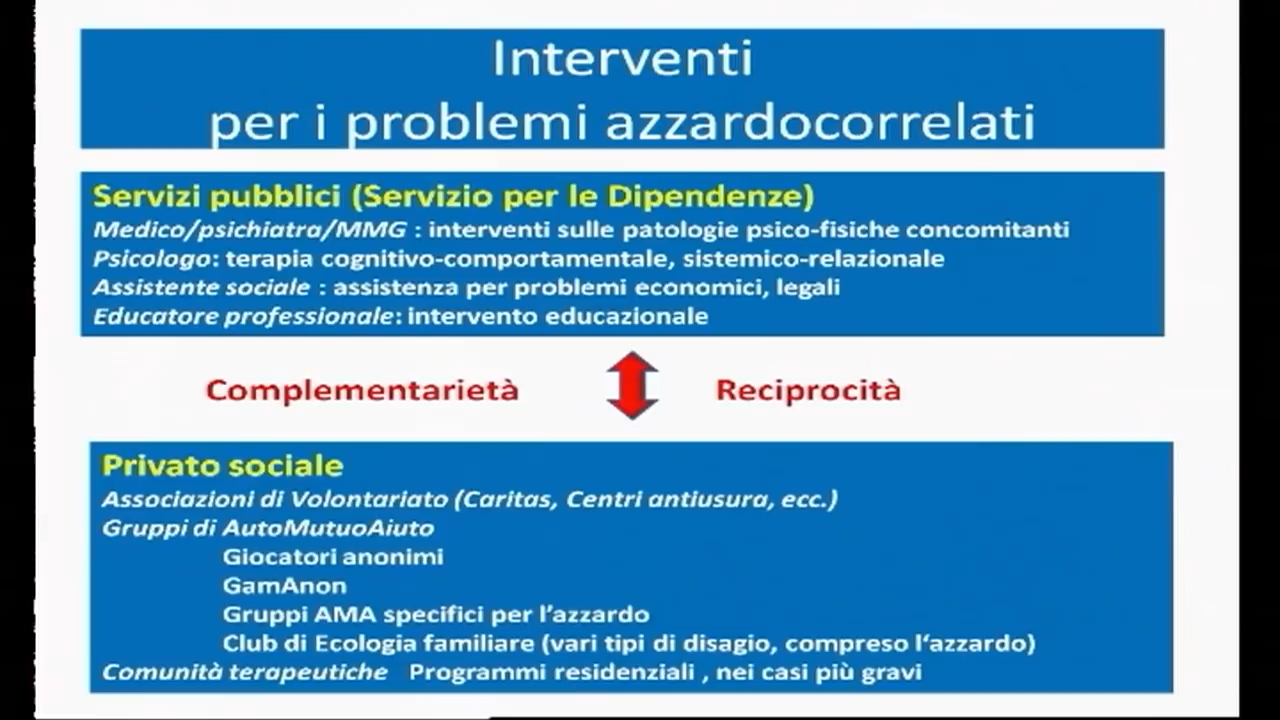 Interventi
per i problemi azzardocorrelati
Servizi pubblici (Servizio per le Dipendenze)
Medico/psichiatra/MMG : interventi sulle patologie psico-fisiche concomitanti
Psicologo: terapia cognitivo-comportamentale, sistemico-relazionale
Assistente sociale : assistenza per problemi economici, legali
Educatore professionale: intervento educazionale
Complementarietà Reciprocità
Privato sociale
Associazioni di Volontariato (Caritas, Centri antiusura, ecc.)
Gruppi di AutoMutuoAiuto
Giocatori anonimi
GamAnon
Gruppi AMA specifici per l'azzardo
Club di Ecologia familiare (vari tipi di disagio, compreso l'azzardo)
Comunità terapeutiche Programmi residenziali , nei casi più gravi